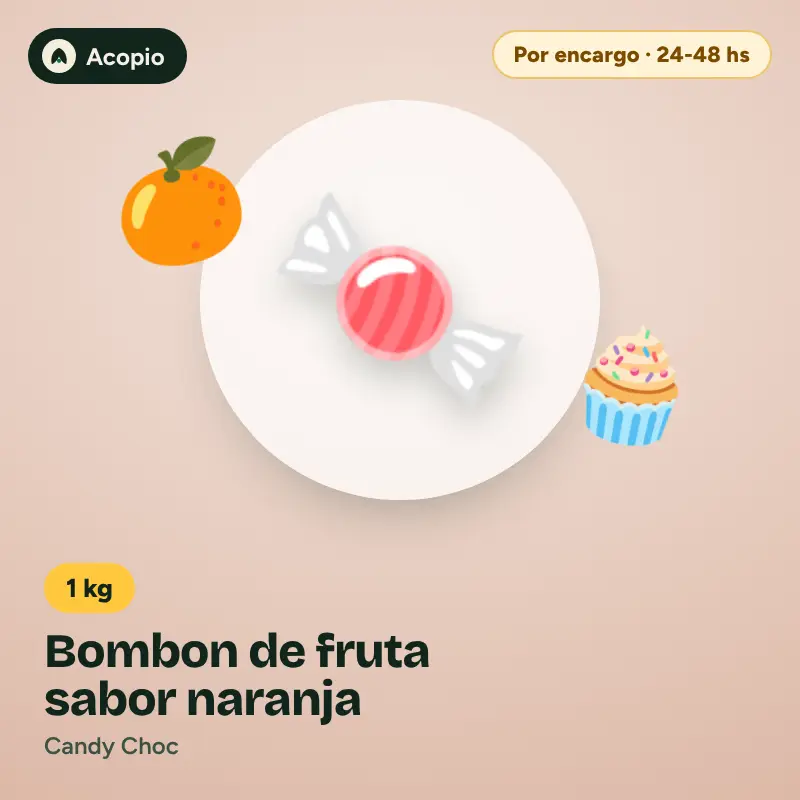 Acopio
Por encargo · 24-48 hs
1 kg
Bombon de fruta
sabor naranja
Candy Choc